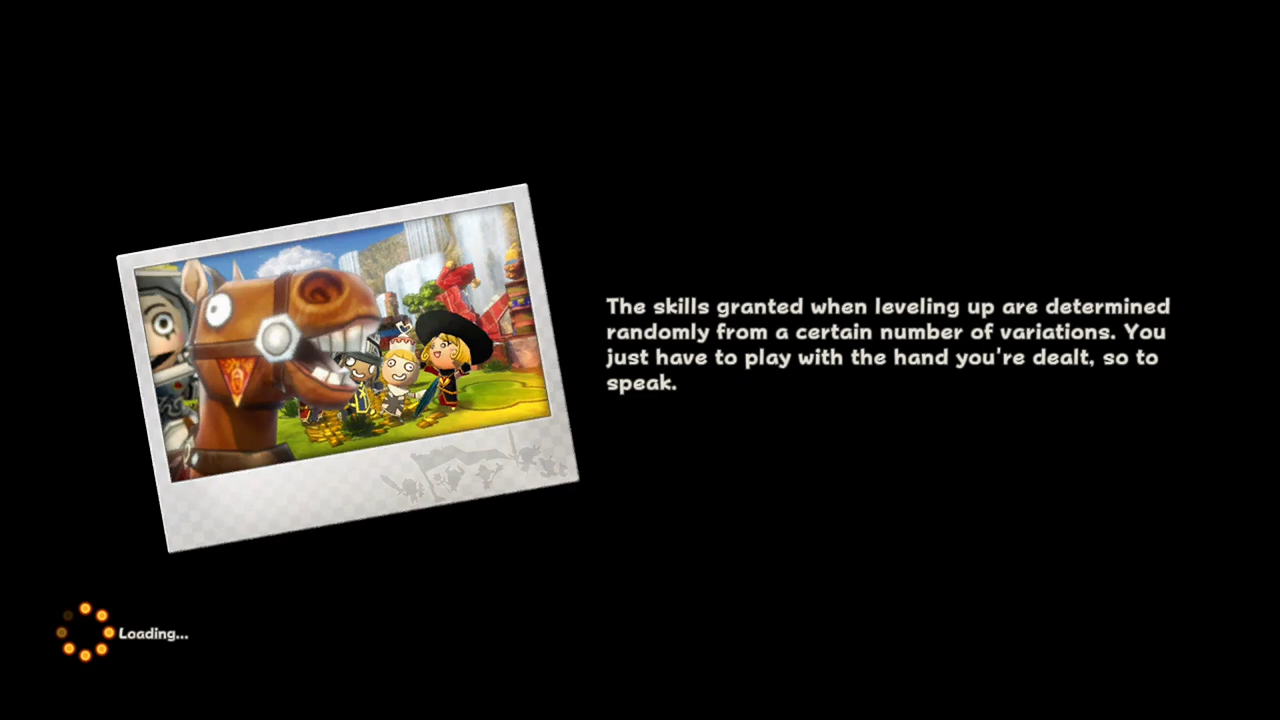 The skills granted when leveling up are determined
randomly from a certain number of variations. You
just have to play with the hand you're dealt, so to
speak.
Loading...